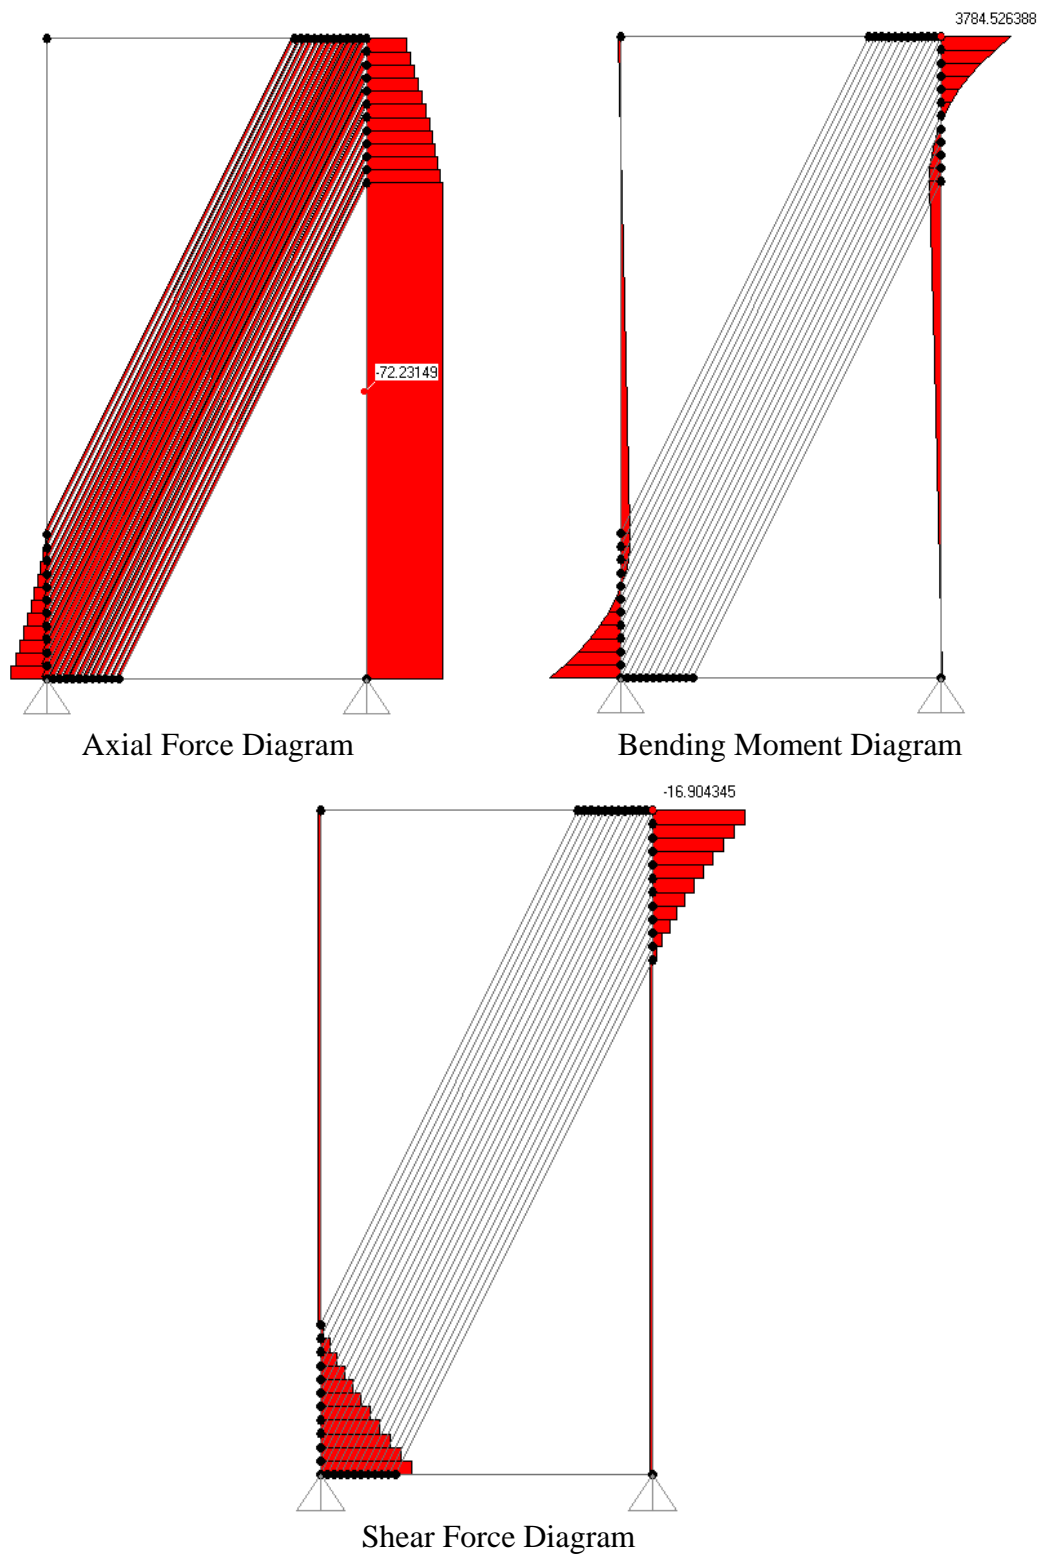 3784.526388
-72.23149
Axial Force Diagram
Bending Moment Diagram
-16.904345
Shear Force Diagram